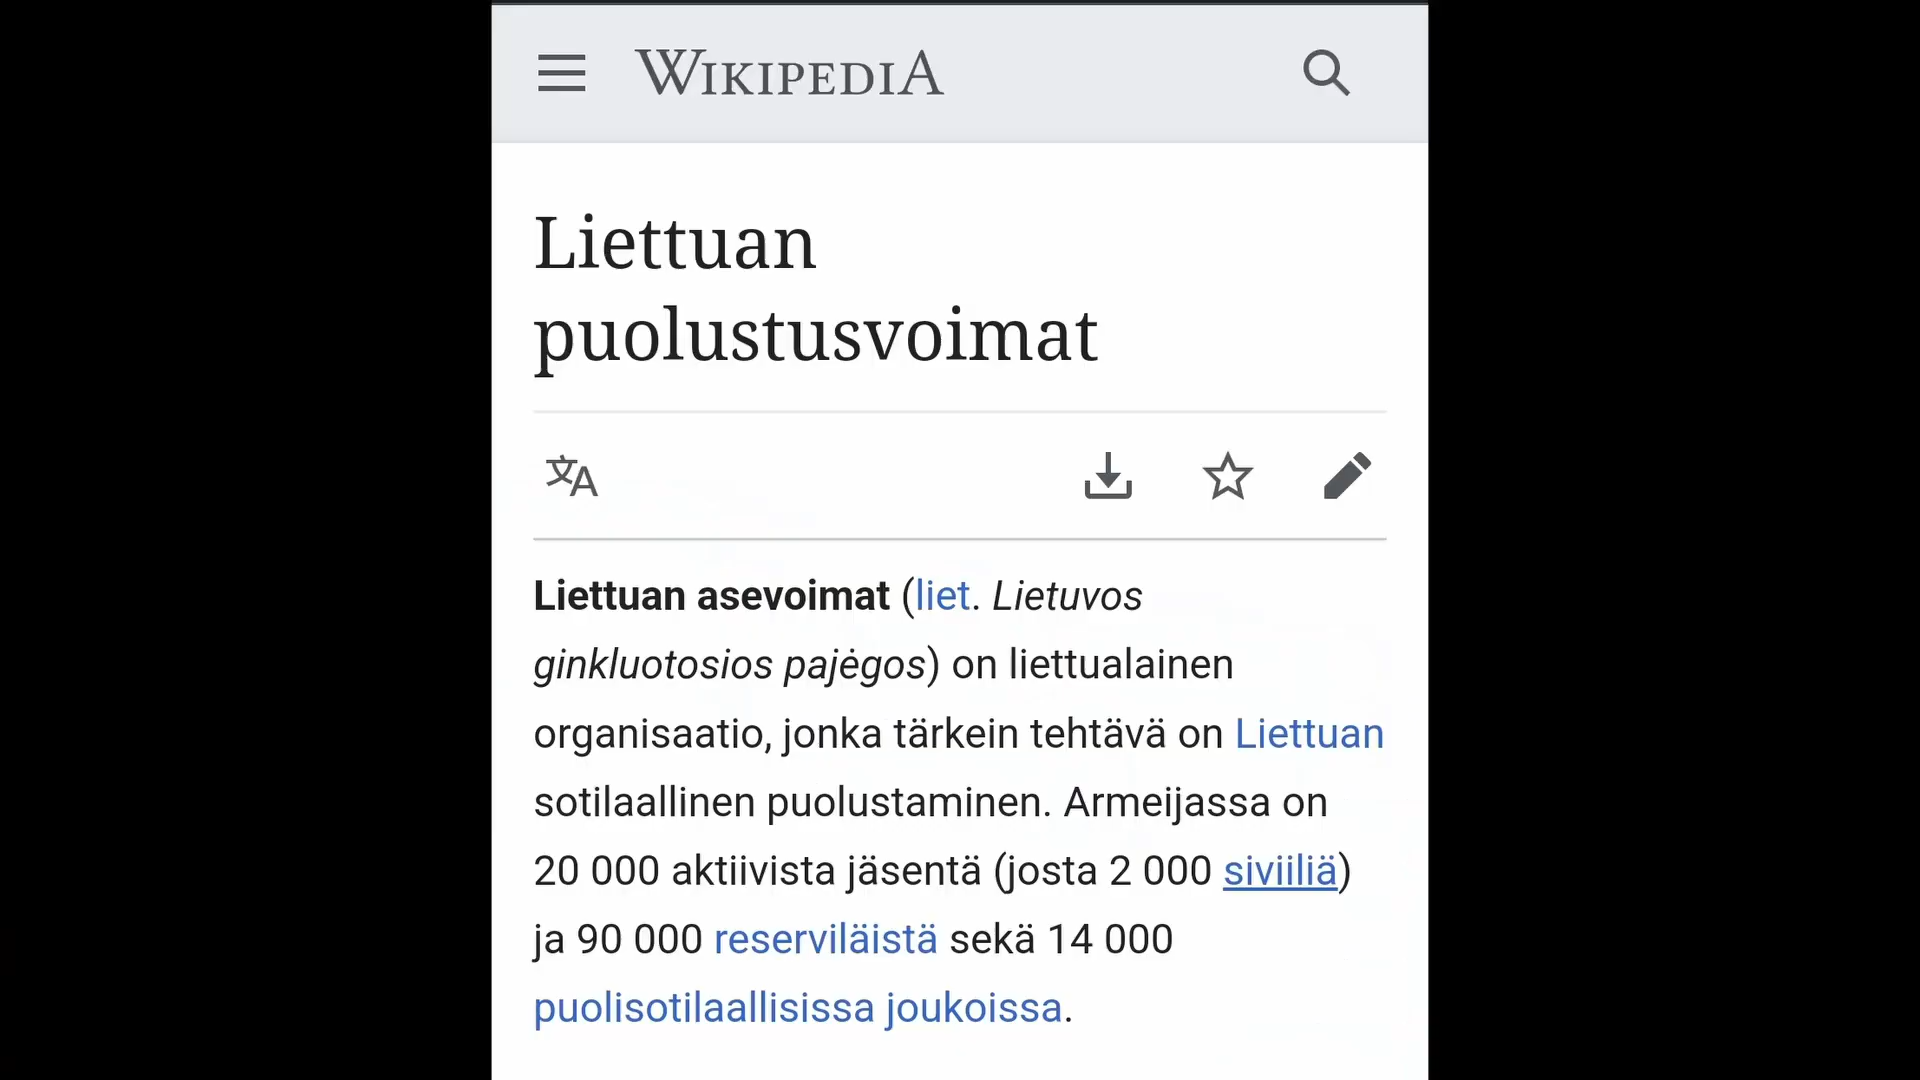 WIKIPEDIA
Liettuan
puolustusvoimat
Liettuan asevoimat (liet. Lietuvos
ginkluotosios pajėgos) on liettualainen
organisaatio, jonka tärkein tehtävä on Liettuan
sotilaallinen puolustaminen. Armeijassa on
20 000 aktiivista jäsentä (josta 2 000 siviiliä)
ja 90 000 reserviläistä sekä 14 000
puolisotilaallisissa joukoissa.